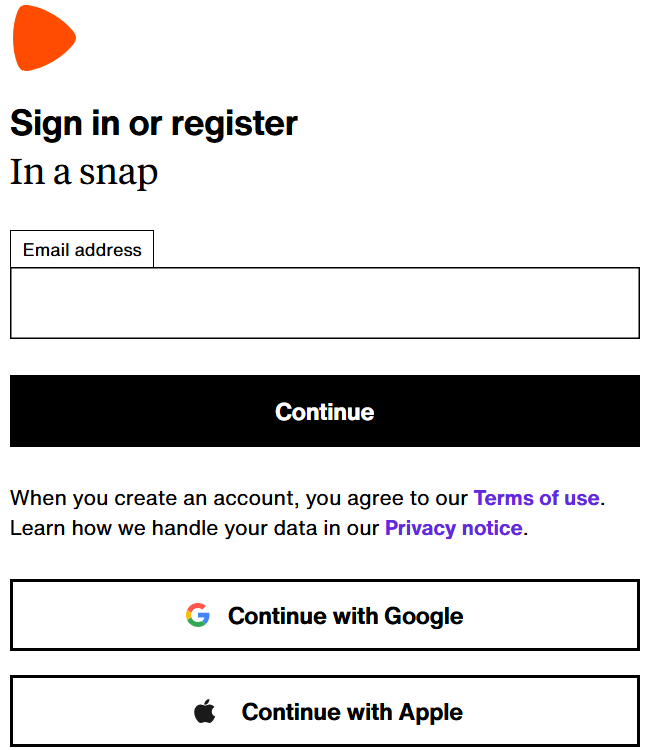 Sign in or register
In a snap
Email address
Continue
When you create an account, you agree to our Terms of use.
Learn how we handle your data in our Privacy notice.
Continue with Google
Continue with Apple